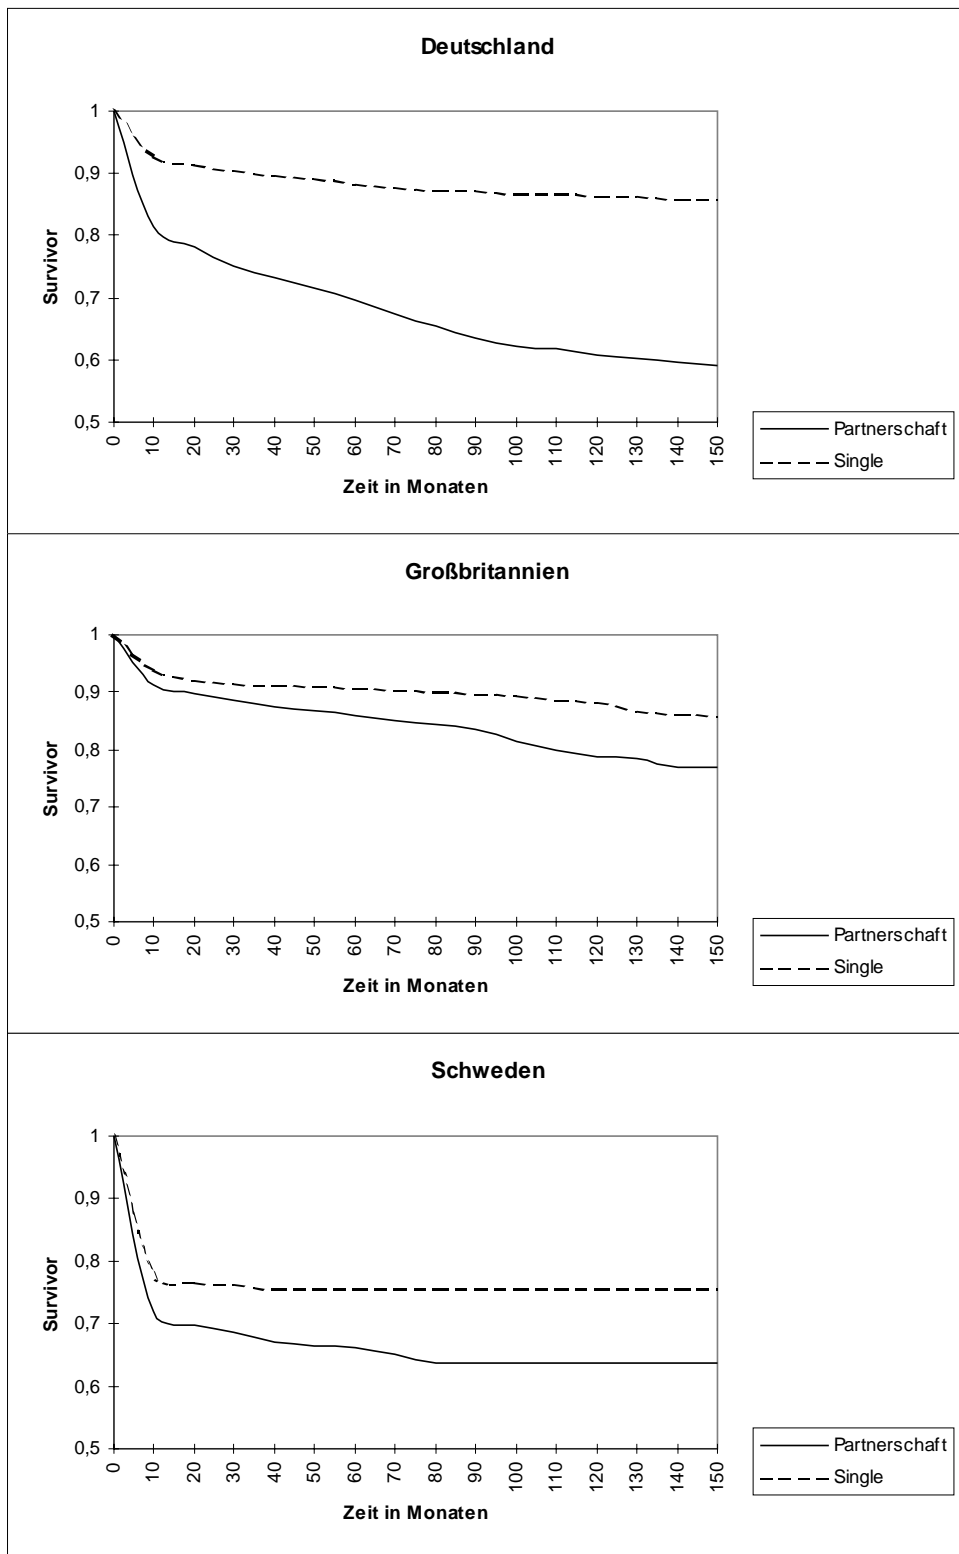 Deutschland
1
0,9
0,8
0,7
0,6
0,5
Survivor
0 10 20 30 40 50 60 70 80 90 100 110 120 130 140 150
Zeit in Monaten
Partnerschaft
Single
Großbritannien
1
0,9
0,8
0,7
0,6
0,5
Survivor
0 10 20 30 40 50 60 70 80 90 100 110 120 130 140 150
Zeit in Monaten
Partnerschaft
Single
Schweden
1
0,9
0,8
0,7
0,6
0,5
Survivor
0 10 20 30 40 50 60 70 80 90 100 110 120 130 140 150
Zeit in Monaten
Partnerschaft
Single